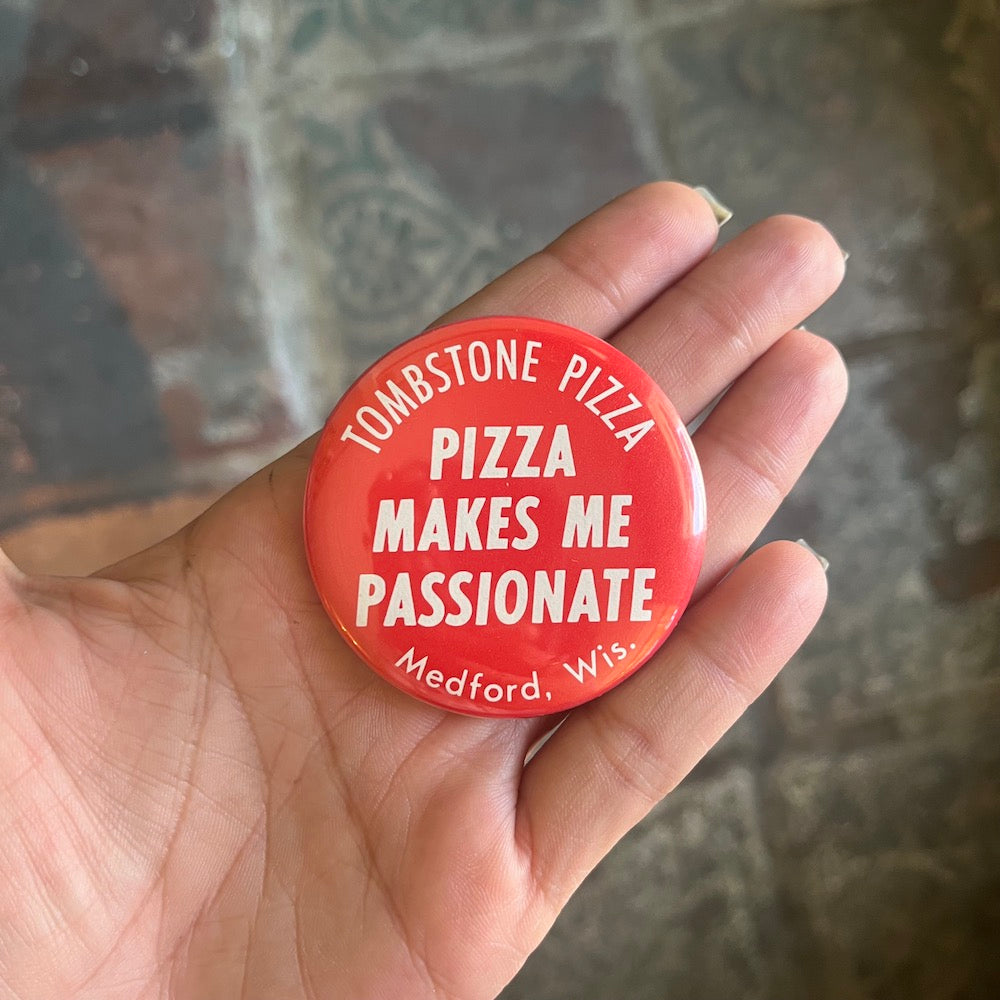 TOMBSTONE PIZZA
PIZZA
MAKES ME
PASSIONATE
Medford, Wis.